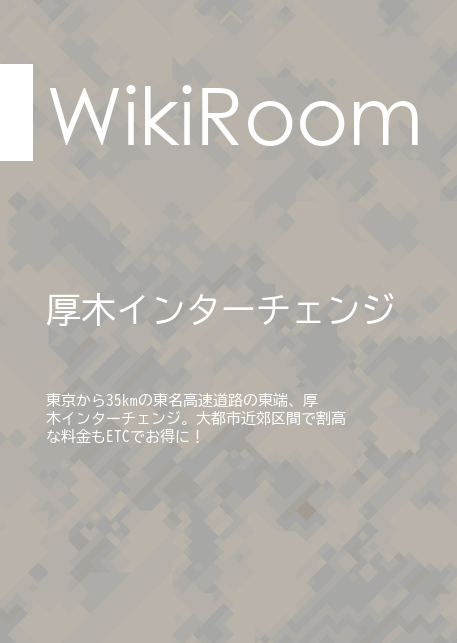 WikiRoom
厚木インターチェンジ
東京から35kmの東名高速道路の東端、厚
木インターチェンジ。大都市近郊区間で割高
な料金もETCでお得に！